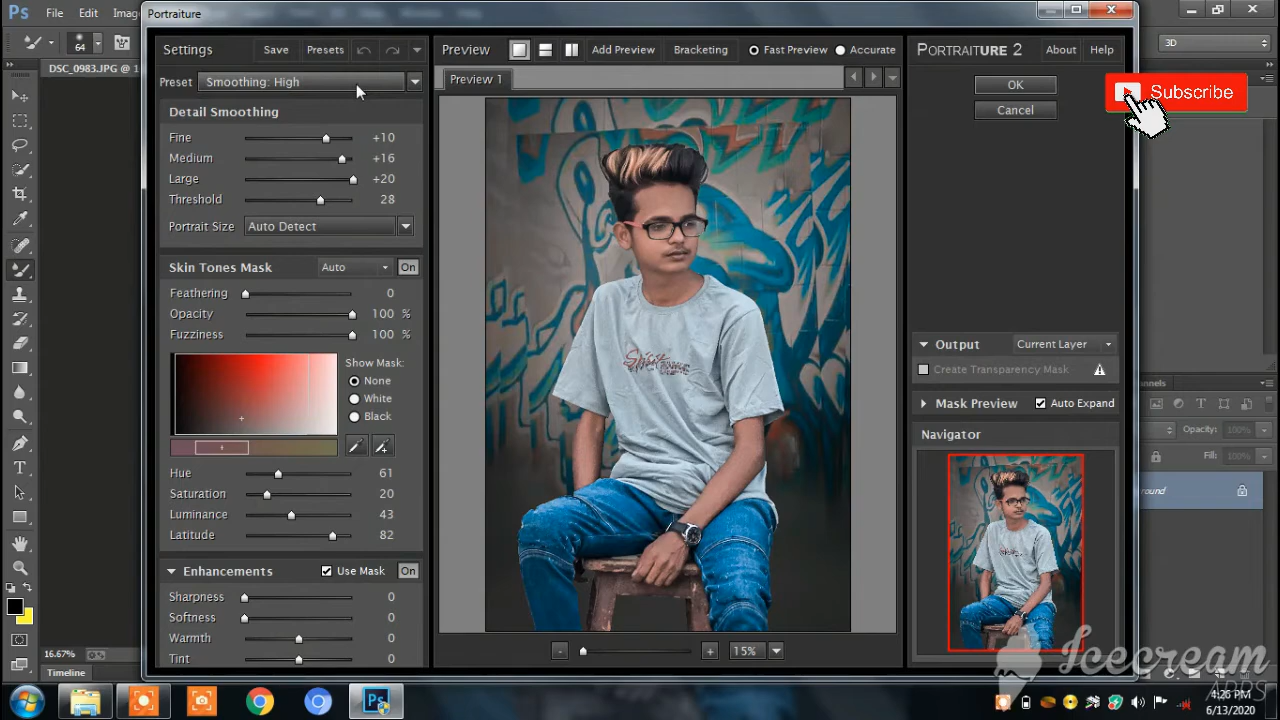 Ps File Edit Imag
Portraiture
64
3D
DSC_0983.JPG @ 1
Settings Save Presets
Preview Add Preview Bracketing Fast Preview Accurate
PORTRAITURE 2 About Help
Preset Smoothing: High
Preview 1
OK
Cancel
Subscribe
Detail Smoothing
Fine +10
Medium +16
Large +20
Threshold 28
Portrait Size Auto Detect
Skin Tones Mask Auto On
Feathering 0
Opacity 100 %
Fuzziness 100 %
Show Mask:
None
White
Black
Hue 61
Saturation 20
Luminance 43
Latitude 82
Enhancements Use Mask On
Sharpness 0
Softness 0
Warmth 0
Tint 0
Spirit
- + 15%
Output Current Layer
Create Transparency Mask
Mask Preview Auto Expand
Navigator
nnels
Opacity: 100%
Fill: 100%
round
16.67%
Timeline
Icecream
APPS
4:26 PM
6/13/2020